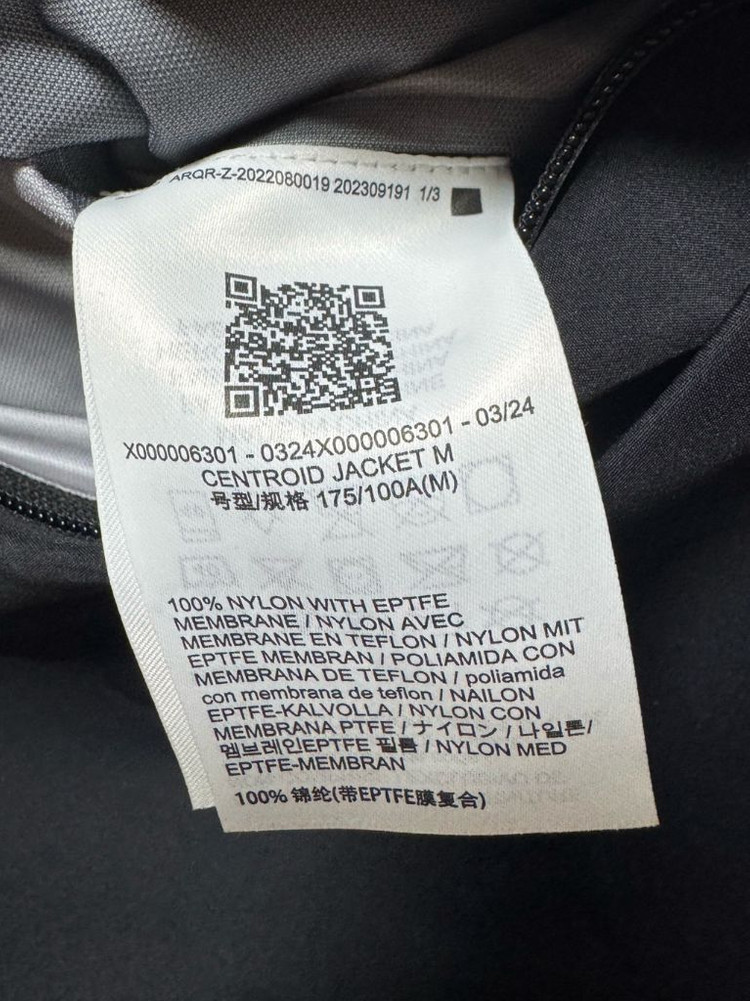 ARQR-Z-2022080019 202309191 1/3
X000006301 - 0324X000006301 - 03/24
CENTROID JACKET M
号型/规格 175/100A(M)
100% NYLON WITH EPTFE
MEMBRANE / NYLON AVEC
MEMBRANE EN TEFLON / NYLON MIT
EPTFE MEMBRAN / POLIAMIDA CON
MEMBRANA DE TEFLON / poliamida
con membrana de teflon / NAILON
EPTFE-KALVOLLA / NYLON CON
MEMBRANA PTFE / ナイロン / 나일론/
멤브레인EPTFE 필름 / NYLON MED
EPTFE-MEMBRAN
100% 锦纶(带EPTFE膜复合)